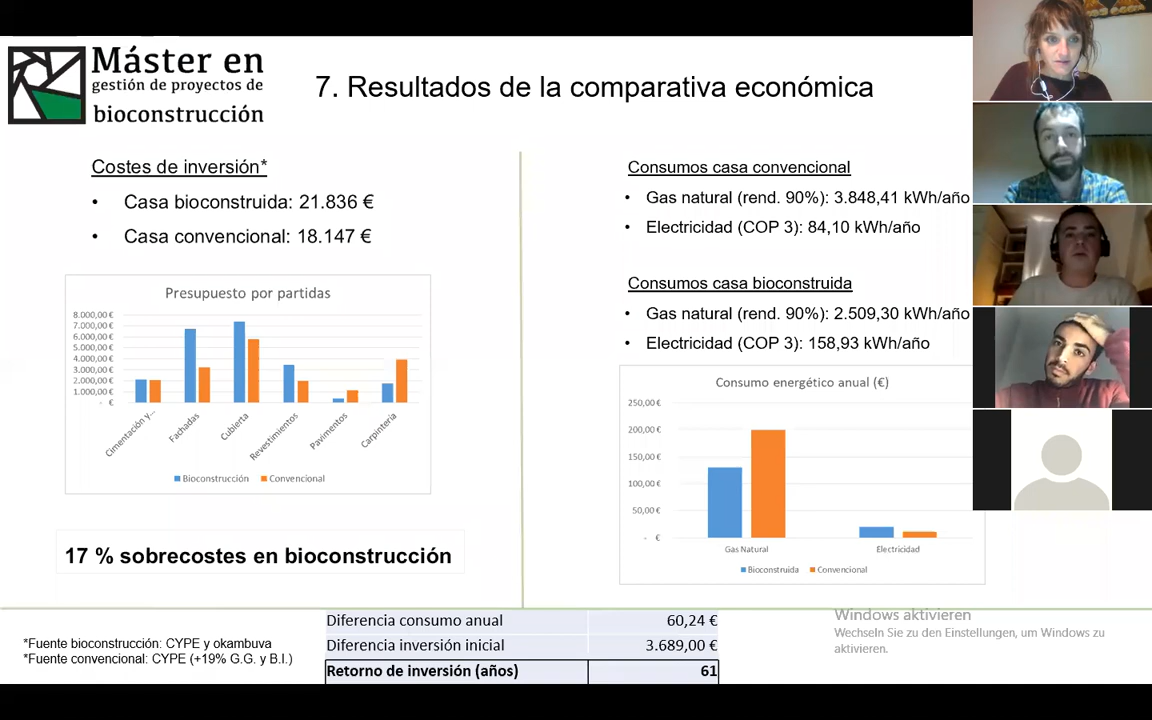 Máster en
gestión de proyectos de
bioconstrucción
7. Resultados de la comparativa económica
Costes de inversión*
• Casa bioconstruida: 21.836 €
• Casa convencional: 18.147 €
Presupuesto por partidas
8.000,00 €
7.000,00 €
6.000,00 €
5.000,00 €
4.000,00 €
3.000,00 €
2.000,00 €
1.000,00 €
- €
Cimentación y...
Fachadas
Cubierta
Revestimientos
Pavimentos
Carpintería
Bioconstrucción
Convencional
17 % sobrecostes en bioconstrucción
Consumos casa convencional
• Gas natural (rend. 90%): 3.848,41 kWh/año
• Electricidad (COP 3): 84,10 kWh/año
Consumos casa bioconstruida
• Gas natural (rend. 90%): 2.509,30 kWh/año
• Electricidad (COP 3): 158,93 kWh/año
Consumo energético anual (€)
250,00 €
200,00 €
150,00 €
100,00 €
50,00 €
- €
Gas Natural
Electricidad
Bioconstruida
Convencional
*Fuente bioconstrucción: CYPE y okambuva
*Fuente convencional: CYPE (+19% G.G. y B.I.)
Diferencia consumo anual 60,24 €
Diferencia inversión inicial 3.689,00 €
Retorno de inversión (años) 61
Windows aktivieren
Wechseln Sie zu den Einstellungen, um Windows zu
aktivieren.